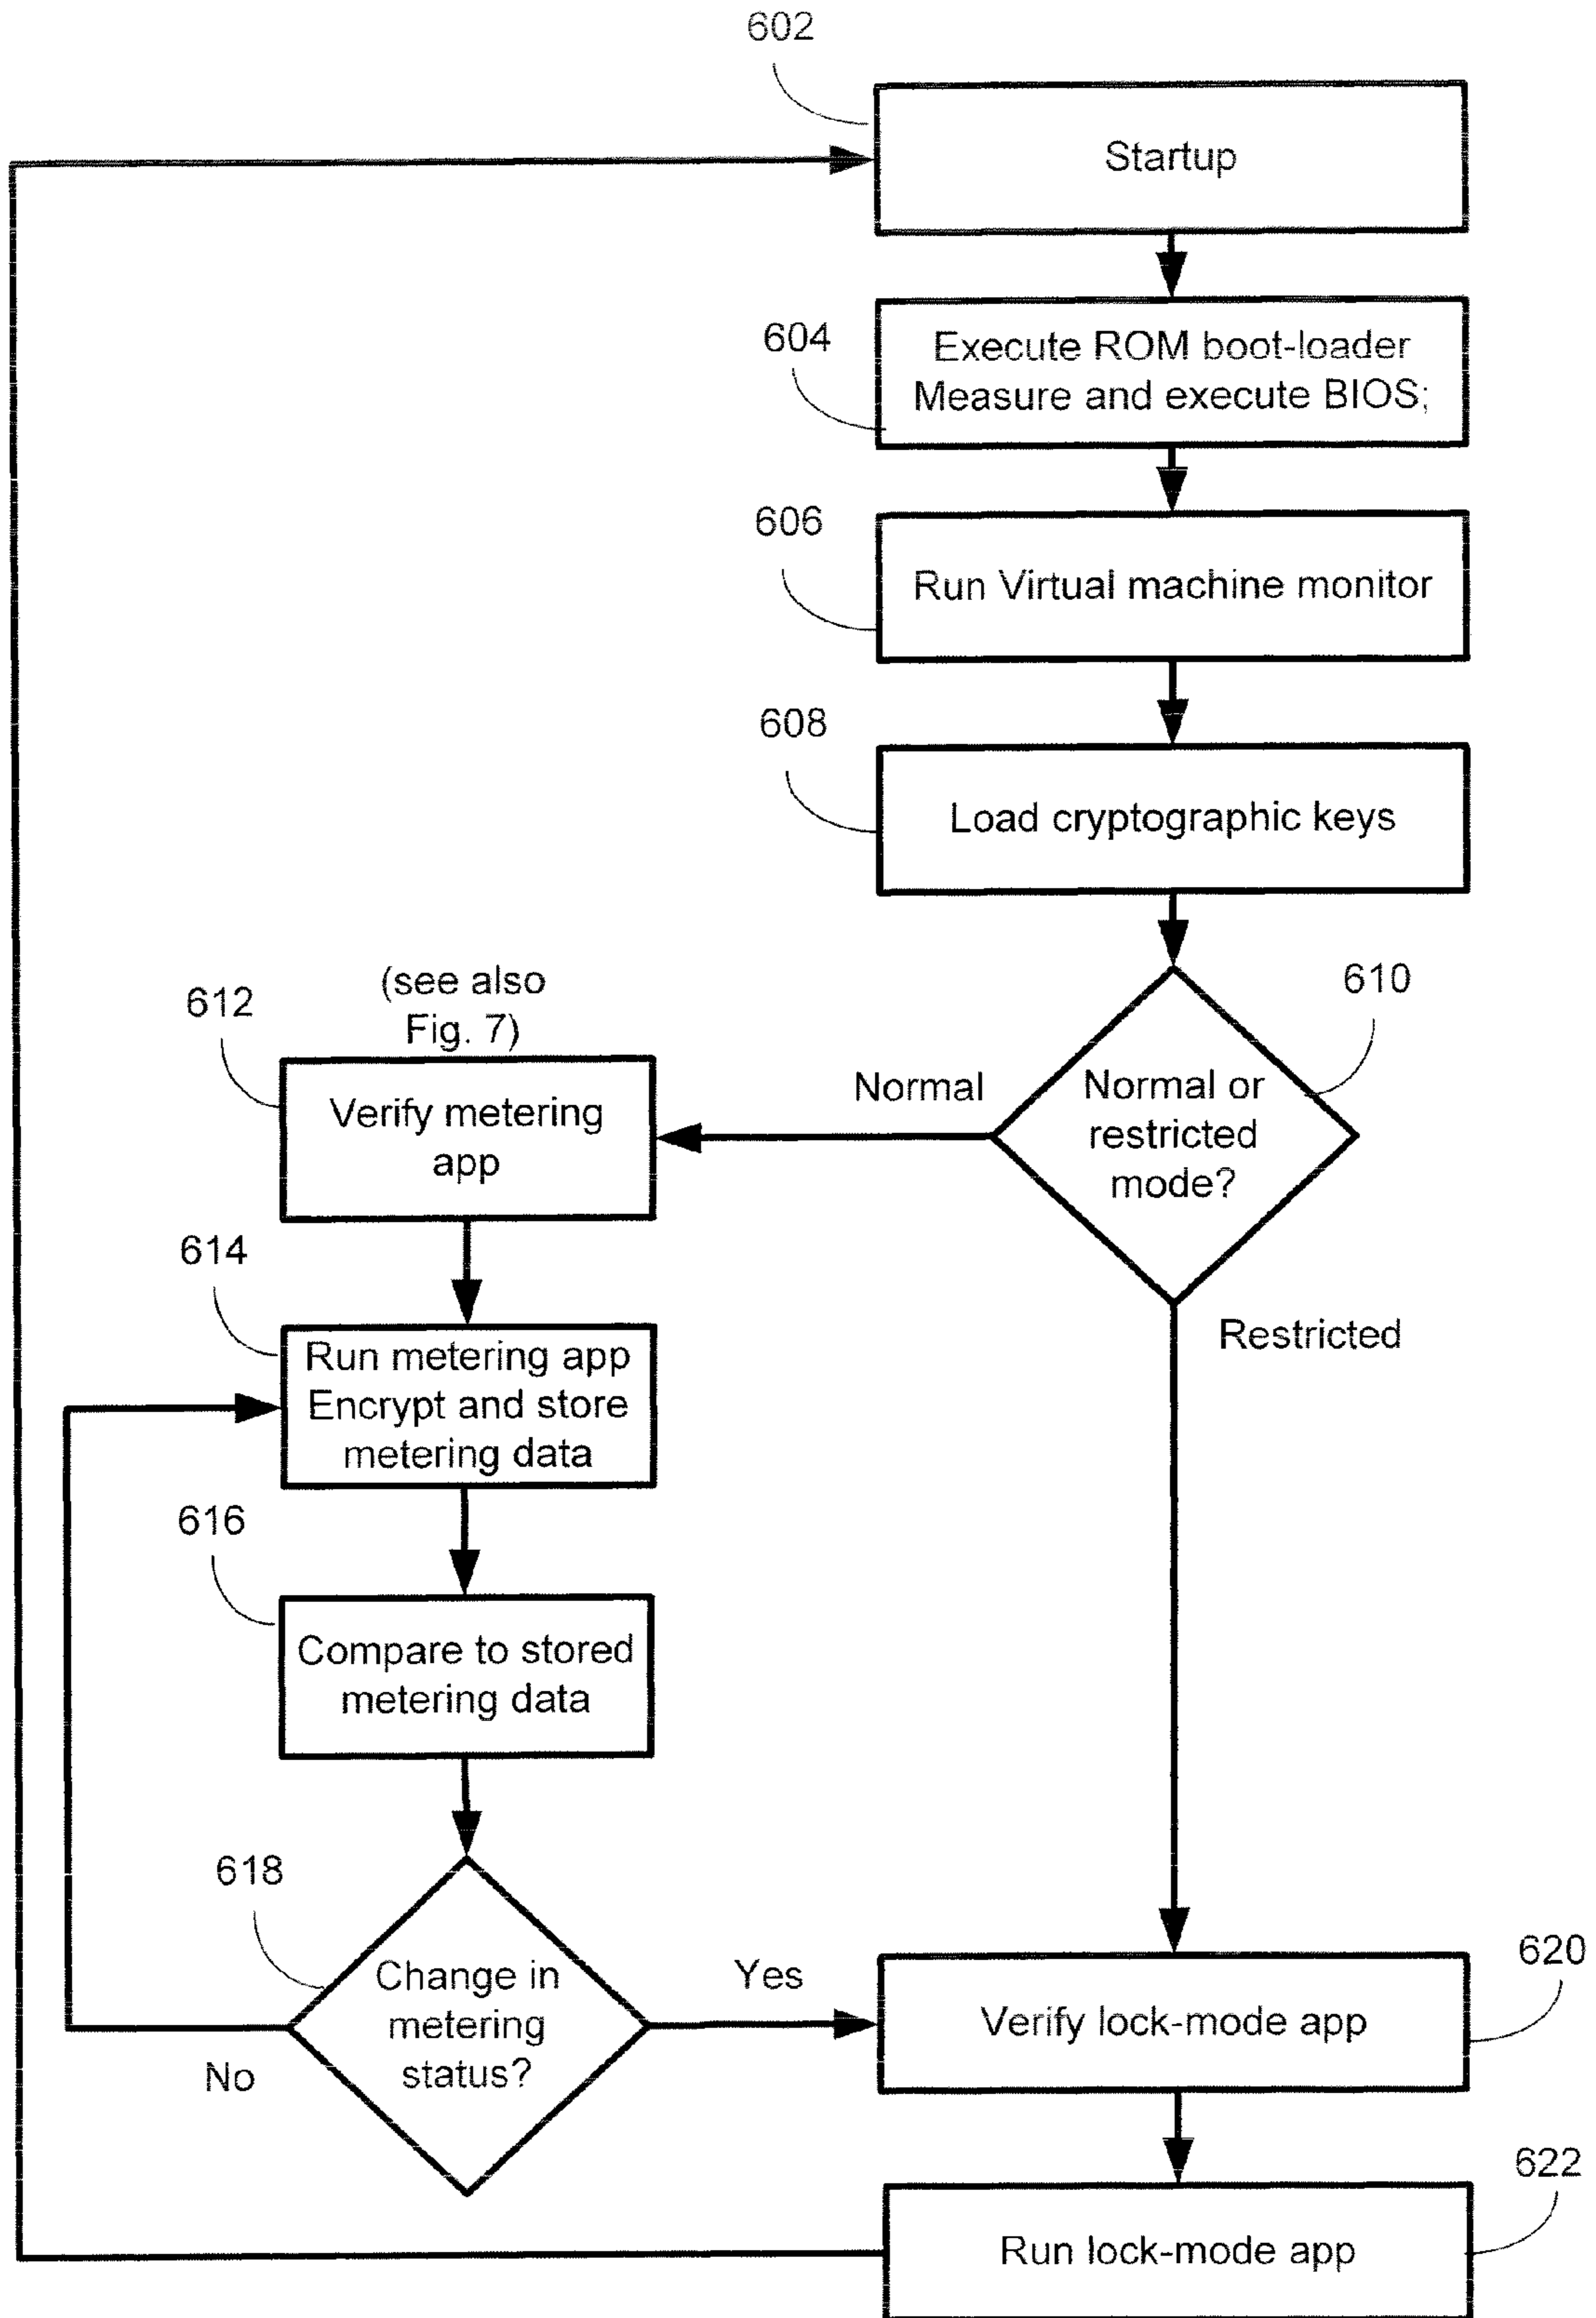 602
Startup
604
Execute ROM boot-loader
Measure and execute BIOS;
606
Run Virtual machine monitor
608
Load cryptographic keys
610
Normal or
restricted
mode?
Normal
Restricted
(see also
Fig. 7)
612
Verify metering
app
614
Run metering app
Encrypt and store
metering data
616
Compare to stored
metering data
618
Change in
metering
status?
No
Yes
620
Verify lock-mode app
622
Run lock-mode app